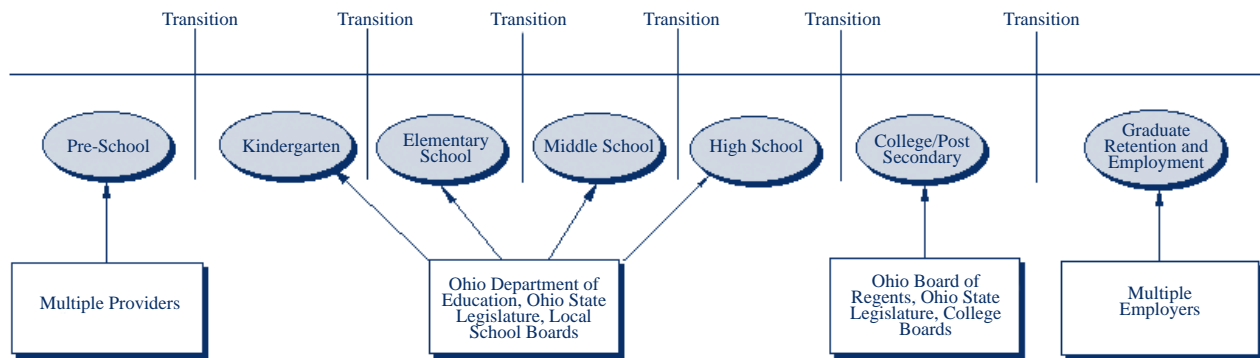 Transition
Transition
Transition
Transition
Transition
Transition
Pre-School
Kindergarten
Elementary
School
Middle School
High School
College/Post
Secondary
Graduate
Retention and
Employment
Multiple Providers
Ohio Department of
Education, Ohio State
Legislature, Local
School Boards
Ohio Board of
Regents, Ohio State
Legislature, College
Boards
Multiple
Employers